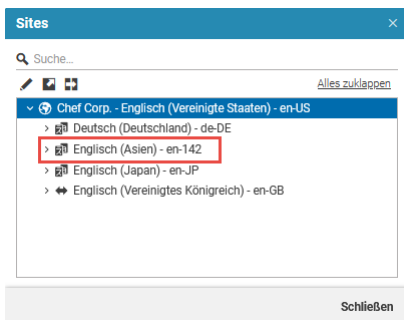 Sites
Suche...
Alles zuklappen
Chef Corp. - Englisch (Vereinigte Staaten) - en-US
Deutsch (Deutschland) - de-DE
Englisch (Asien) - en-142
Englisch (Japan) - en-JP
Englisch (Vereinigtes Königreich) - en-GB
Schließen